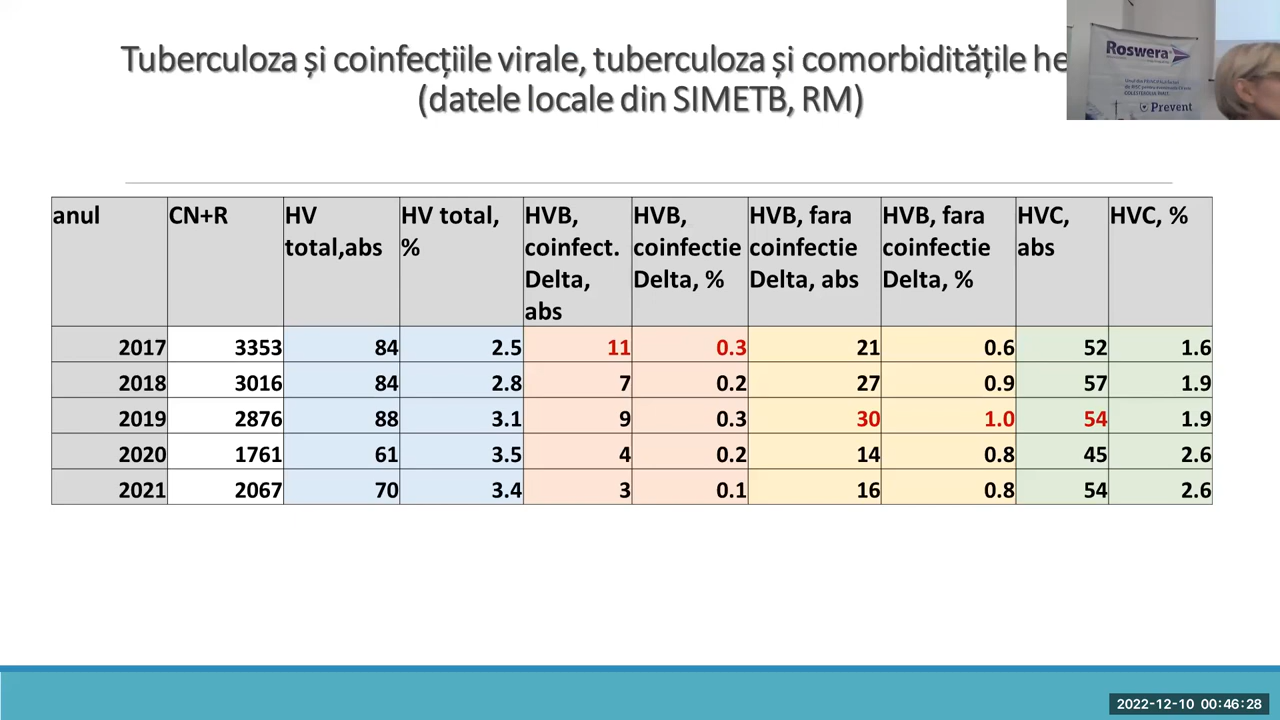 Tuberculoza și coinfecțiile virale, tuberculoza și comorbiditățile he
(datele locale din SIMETB, RM)
Roswera
Prevent
anul CN+R HV total,abs HV total, % HVB, coinfect. Delta, abs HVB, coinfectie Delta, % HVB, fara coinfectie Delta, abs HVB, fara coinfectie Delta, % HVC, abs HVC, %
2017 3353 84 2.5 11 0.3 21 0.6 52 1.6
2018 3016 84 2.8 7 0.2 27 0.9 57 1.9
2019 2876 88 3.1 9 0.3 30 1.0 54 1.9
2020 1761 61 3.5 4 0.2 14 0.8 45 2.6
2021 2067 70 3.4 3 0.1 16 0.8 54 2.6
2022-12-10 00:46:28